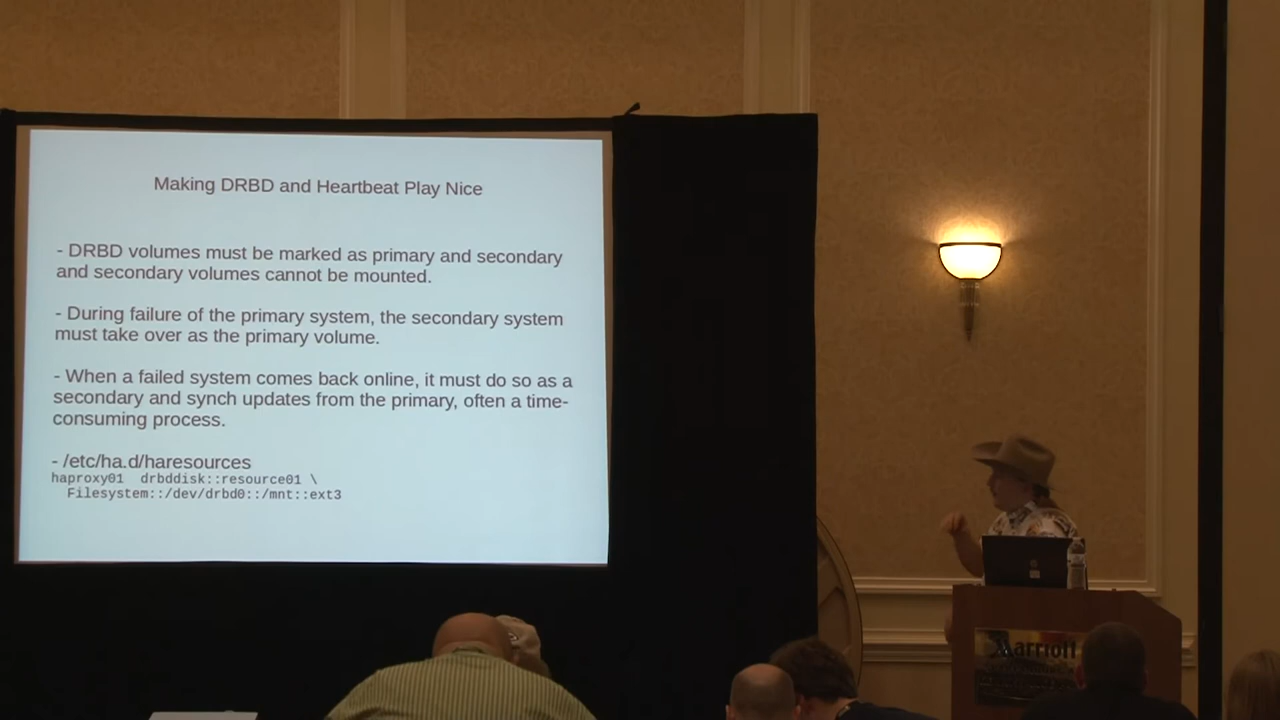 Making DRBD and Heartbeat Play Nice
- DRBD volumes must be marked as primary and secondary
and secondary volumes cannot be mounted.
- During failure of the primary system, the secondary system
must take over as the primary volume.
- When a failed system comes back online, it must do so as a
secondary and synch updates from the primary, often a time-
consuming process.
- /etc/ha.d/haresources
haproxy01  drbddisk::resource01 \
Filesystem::/dev/drbd0::/mnt::ext3
Marriott